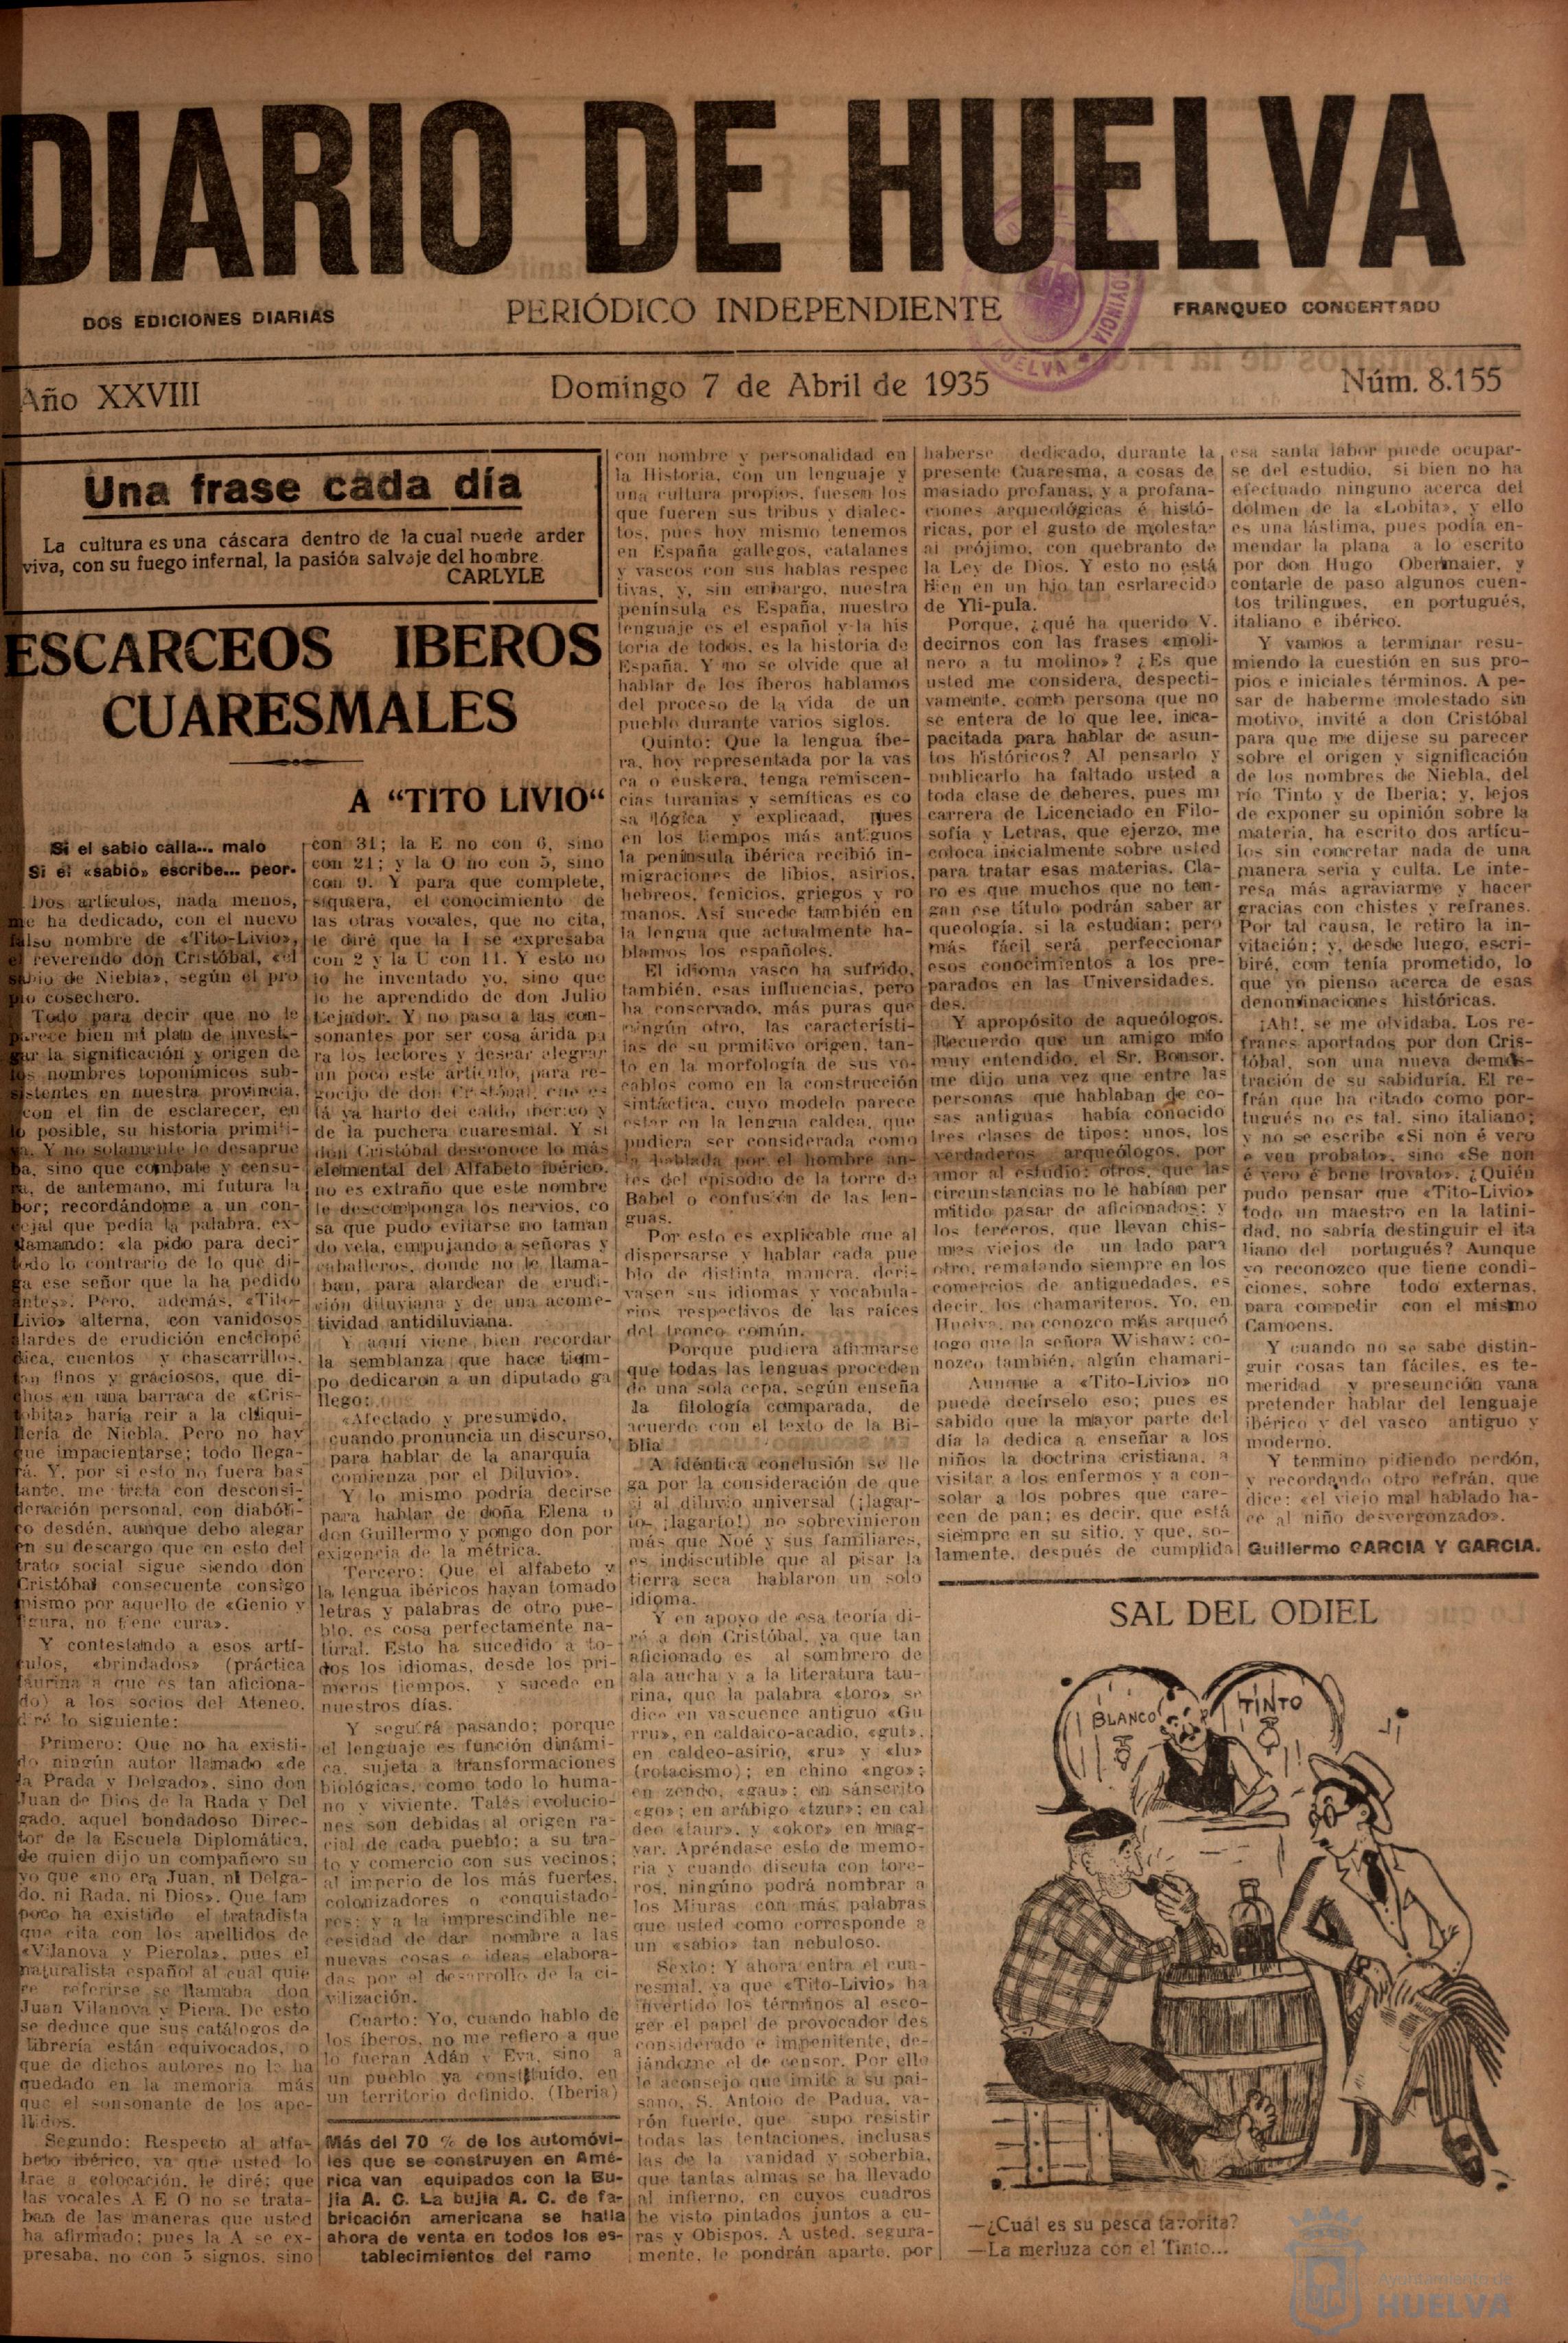 DIARIO DE HUELVA
DOS EDICIONES DIARIAS
PERIÓDICO INDEPENDIENTE
FRANQUEO CONCERTADO
Año XXVIII
Domingo 7 de Abril de 1935
Núm. 8.155
Una frase cada día
La cultura es una cáscara dentro de la cual puede arder
viva, con su fuego infernal, la pasión salvaje del hombre
CARLYLE
ESCARCEOS IBEROS
CUARESMALES
A "TITO LIVIO"
Si el sabio calla... malo
Si el «sabio» escribe... peor.
Dos artículos, nada menos,
me ha dedicado, con el nuevo
falso nombre de «Tito-Livio»,
el reverendo don Cristóbal, «el
sabio de Niebla», según el pro
pio cosechero.
Todo para decir que no le
parece bien mi plan de investi-
gar la significación y origen de
los nombres toponímicos sub-
sistentes en nuestra provincia,
con el fin de esclarecer, en
lo posible, su historia primiti-
va. Y no solamente lo desaprue
ba, sino que combate y censu-
ra, de antemano, mi futura la
bor; recordándome a un con-
cejal que pedía la palabra, ex-
clamando: «la pido para decir
todo lo contrario de lo que di-
ga ese señor que la ha pedido
antes». Pero, además, «Tito-
Livio» alterna, con vanidosos
alardes de erudición enciclopé
dica, cuentos y chascarrillos,
tan finos y graciosos, que di-
chos en una barraca de «Cris-
tobita» haría reir a la chiqui-
llería de Niebla. Pero no hay
que impacientarse; todo llega-
rá. Y, por si esto no fuera bas
tante, me trata con desconsi-
deración personal, con diabóli-
co desdén, aunque debo alegar
en su descargo que en esto del
trato social sigue siendo don
Cristóbal consecuente consigo
mismo por aquello de «Genio y
figura, no tiene cura».
Y contestando a esos artí-
culos, «brindados» (práctica
taurina a que es tan aficiona-
do) a los socios del Ateneo,
diré lo siguiente:
Primero: Que no ha existi-
do ningún autor llamado «de
la Prada y Delgado», sino don
Juan de Dios de la Rada y Del
gado, aquel bondadoso Direc-
tor de la Escuela Diplomática,
de quien dijo un compañero su
yo que «no era Juan, ni Delga-
do, ni Rada, ni Dios». Que tam
poco ha existido el tratadista
que cita con los apellidos de
«Vilanova y Pierola», pues el
naturalista español al cual quie
re referirse se llamaba don
Juan Vilanova y Piera. De esto
se deduce que sus catálogos de
librería están equivocados, o
que de dichos autores no la ha
quedado en la memoria más
que el sonsonante de los ape-
llidos.
Segundo: Respecto al alfa-
beto ibérico, ya que usted lo
trae a colocación, le diré; que
las vocales A E O no se trata-
ban de las maneras que usted
ha afirmado; pues la A se ex-
presaba, no con 5 signos, sino
con 31; la E no con 6, sino
con 21; y la O no con 5, sino
con 9. Y para que complete,
siquiera, el conocimiento de
las otras vocales, que no cita,
le diré que la I se expresaba
con 2 y la U con 11. Y esto no
lo he inventado yo, sino que
lo he aprendido de don Julio
Cejador. Y no paso a las con-
sonantes por ser cosa árida pa
ra los lectores y desear alegrar
un poco este artículo, para re-
gocijo de don Cristóbal, que es
tá ya harto del caldo ibérico y
de la puchera cuaresmal. Y si
don Cristóbal desconoce lo más
elemental del Alfabeto ibérico,
no es extraño que este nombre
le descomponga los nervios, co
sa que pudo evitarse no toman
do vela, empujando a señoras y
caballeros, donde no le llama-
ban, para alardear de erudi-
ción diluviana y de una acome-
tividad antidiluviana.
Y aquí viene bien recordar
la semblanza que hace tiem-
po dedicaron a un diputado ga
llego:
«Afectado y presumido,
cuando pronuncia un discurso,
para hablar de la anarquía
comienza por el Diluvio».
Y lo mismo podría decirse
para hablar de doña Elena o
don Guillermo y pongo don por
exigencia de la métrica.
Tercero: Que el alfabeto y
la lengua ibéricos hayan tomado
letras y palabras de otro pue-
blo, es cosa perfectamente na-
tural. Esto ha sucedido a to-
dos los idiomas, desde los pri-
meros tiempos, y sucede en
nuestros días.
Y seguirá pasando; porque
el lenguaje es función dinámi-
ca, sujeta a transformaciones
biológicas, como todo lo huma-
no y viviente. Tales evolucio-
nes son debidas al origen ra-
cial de cada pueblo; a su tra-
to y comercio con sus vecinos;
al imperio de los más fuertes,
colonizadores o conquistado-
res; y a la imprescindible ne-
cesidad de dar nombre a las
nuevas cosas e ideas elabora-
das por el desarrollo de la ci-
vilización.
Cuarto: Yo, cuando hablo de
los íberos, no me refiero a que
lo fueran Adán y Eva, sino a
un pueblo ya constituído, en
un territorio definido, (Iberia)
Más del 70 % de los automóvi-
les que se construyen en Amé-
rica van equipados con la Bu-
jía A. C. La bujía A. C. de fa-
bricación americana se halla
ahora de venta en todos los es-
tablecimientos del ramo
con nombre y personalidad en
la Historia, con un lenguaje y
una cultura propios, fuesen los
que fueren sus tribus y dialec-
tos, pues hoy mismo tenemos
en España gallegos, catalanes
y vascos con sus hablas respec
tivas, y, sin embargo, nuestra
península es España, nuestro
lenguaje es el español y la his
toria de todos, es la historia de
España. Y no se olvide que al
hablar de los íberos hablamos
del proceso de la vida de un
pueblo durante varios siglos.
Quinto: Que la lengua íbe-
ra, hoy representada por la vas
ca o euskera, tenga remiscen-
cias turanias y semíticas es co
sa lógica y explicaad, pues
en los tiempos más antiguos
la península ibérica recibió in-
migraciones de libios, asirios,
hebreos, fenicios, griegos y ro
manos. Así sucede también en
la lengua que actualmente ha-
blamos los españoles.
El idioma vasco ha sufrido,
también, esas influencias, pero
ha conservado, más puras que
ningún otro, las característi-
ias de su prmitivo origen, tan-
to en la morfología de sus vo-
cablos como en la construcción
sintáctica, cuyo modelo parece
estar en la lengua caldea, que
pudiera ser considerada como
la hablada por el hombre an-
tes del episodio de la torre de
Babel o confusión de las len-
guas.
Por esto es explicable que al
dispersarse y hablar cada pue
blo de distinta manera, deri-
vasen sus idiomas y vocabula-
rios respectivos de las raíces
del tronco común.
Porque pudiera afirmarse
que todas las lenguas proceden
de una sola cepa, según enseña
la filología comparada, de
acuerdo con el texto de la Bi-
blia
A idéntica conclusión se lle
ga por la consideración de que
si al diluvio universal (¡lagar-
to- ¡lagarto!) no sobrevinieron
más que Noé y sus familiares,
es indiscutible que al pisar la
tierra seca hablaron un solo
idioma.
Y en apoyo de esa teoría di-
ré a don Cristóbal, ya que tan
aficionado es al sombrero de
ala ancha y a la literatura tau-
rina, que la palabra «toro» se
dice en vascuence antiguo «Gu
rru», en caldaico-acadio, «gut»,
en caldeo-asirio, «ru» y «lu»
(rotacismo); en chino «ngo»;
en zendo, «gau»; en sánscrito
«go»; en arábigo «tzur»; en cal
deo «taur», y «okor» en mag-
yar. Apréndase esto de memo-
ria y cuando discuta con tore-
ros, ningúno podrá nombrar a
los Miuras con más palabras
que usted como corresponde a
un «sabio» tan nebuloso.
Sexto: Y ahora entra el cua-
resmal, ya que «Tito-Livio» ha
invertido los términos al esco-
ger el papel de provocador des
considerado e impenitente, de-
jándome el de censor. Por ello
le aconsejo que imite a su pai-
sano, S. Antoio de Padua, va-
rón fuerte, que supo resistir
todas las tentaciones, inclusas
las de la vanidad y soberbia,
que tantas almas se ha llevado
al infierno, en cuyos cuadros
he visto pintados juntos a cu-
ras y Obispos. A usted, segura-
mente, le pondrán aparte, por
haberse dedicado, durante la
presente Cuaresma, a cosas de
masiado profanas, y a profana-
ciones arqueológicas é histó-
ricas, por el gusto de molestar
al prójimo, con quebranto de
la Ley de Dios. Y esto no está
Bien en un hjo tan esrlarecido
de Yli-pula.
Porque, ¿qué ha querido V.
decirnos con las frases «moli-
nero a tu molino»? ¿Es que
usted me considera, despecti-
vamente, comb persona que no
se entera de lo que lee, inca-
pacitada para hablar de asun-
tos históricos? Al pensarlo y
publicarlo ha faltado usted a
toda clase de deberes, pues mi
carrera de Licenciado en Filo-
sofía y Letras, que ejerzo, me
coloca inicialmente sobre usted
para tratar esas materias. Cla-
ro es que muchos que no ten-
gan ese título podrán saber ar
queología, si la estudian; pero
más fácil será perfeccionar
esos conocimientos a los pre-
parados en las Universidades.
des.
Y apropósito de aqueólogos.
Recuerdo que un amigo mío
muy entendido, el Sr. Bonsor,
me dijo una vez que entre las
personas que hablaban de co-
sas antiguas había conocido
tres clases de tipos: unos, los
verdaderos arqueólogos, por
amor al estudio; otros, que las
circunstancias no le habían per
mitido pasar de aficionados; y
los terceros, que llevan chis-
mes viejos de un lado para
otro, rematando siempre en los
comercios de antiguedades, es
decir, los chamariteros. Yo, en
Huelva, no conozco más arqueó
logo que la señora Wishaw; co-
nozco también, algún chamari-
Aunque a «Tito-Livio» no
puede decírselo eso; pues es
sabido que la mayor parte del
día la dedica a enseñar a los
niños la doctrina cristiana, a
visitar a los enfermos y a con-
solar a los pobres que care-
cen de pan; es decir, que está
siempre en su sitio, y que, so-
lamente, después de cumplida
esa santa labor puede ocupar-
se del estudio, si bien no ha
efectuado ninguno acerca del
dolmen de la «Lobita», y ello
es una lástima, pues podía en-
mendar la plana a lo escrito
por don Hugo Obermaier, y
contarle de paso algunos cuen-
tos trilingues, en portugués,
italiano e ibérico.
Y vamos a terminar resu-
miendo la cuestión en sus pro-
pios e iniciales términos. A pe-
sar de haberme molestado sin
motivo, invité a don Cristóbal
para que me dijese su parecer
sobre el origen y significación
de los nombres de Niebla, del
río Tinto y de Iberia; y, lejos
de exponer su opinión sobre la
materia, ha escrito dos artícu-
los sin concretar nada de una
manera seria y culta. Le inte-
resa más agraviarme y hacer
gracias con chistes y refranes.
Por tal causa, le retiro la in-
vitación; y, desde luego, escri-
biré, com tenía prometido, lo
que yo pienso acerca de esas
denominaciones históricas.
¡Ah!, se me olvidaba. Los re-
franes aportados por don Cris-
tóbal, son una nueva demos-
tración de su sabiduría. El re-
frán que ha citado como por-
tugués no es tal, sino italiano;
y no se escribe «Si non é vero
e ven probato», sino «Se non
é vero é bene trovato». ¿Quién
pudo pensar que «Tito-Livio»
todo un maestro en la latini-
dad, no sabría destinguir el ita
liano del portugués? Aunque
yo reconozco que tiene condi-
ciones, sobre todo externas,
para competir con el mismo
Camoens.
Y cuando no se sabe distin-
guir cosas tan fáciles, es te-
meridad y preseunción vana
pretender hablar del lenguaje
ibérico y del vasco antiguo y
moderno.
Y termino pidiendo perdón,
y recordando otro refrán, que
dice: «el viejo mal hablado ha-
ce al niño desvergonzado».
Guillermo GARCIA Y GARCIA.
SAL DEL ODIEL
BLANCO
TINTO
—¿Cuál es su pesca favorita?
—La merluza con el Tinto...
HUELVA
Ayuntamiento de
HUELVA